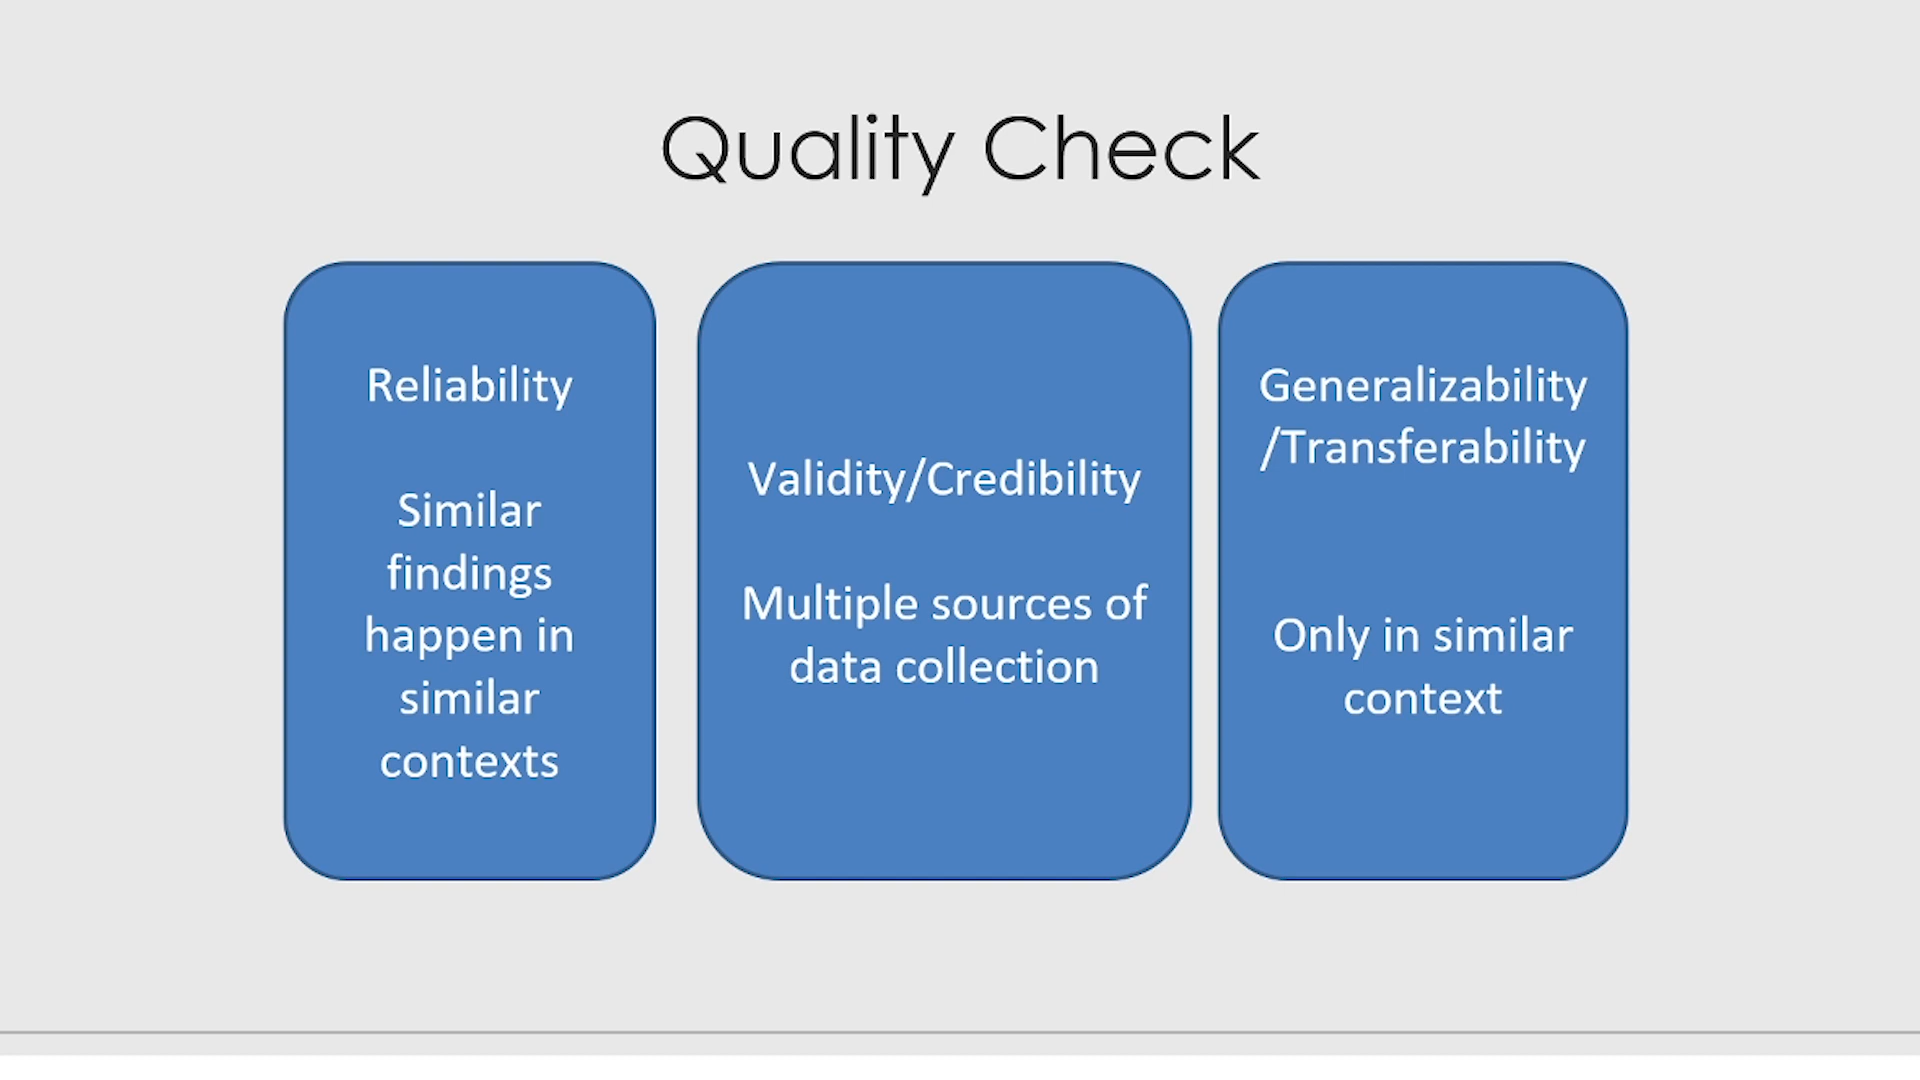 Quality Check
Reliability
Similar
findings
happen in
similar
contexts
Validity/Credibility
Multiple sources of
data collection
Generalizability
/Transferability
Only in similar
context